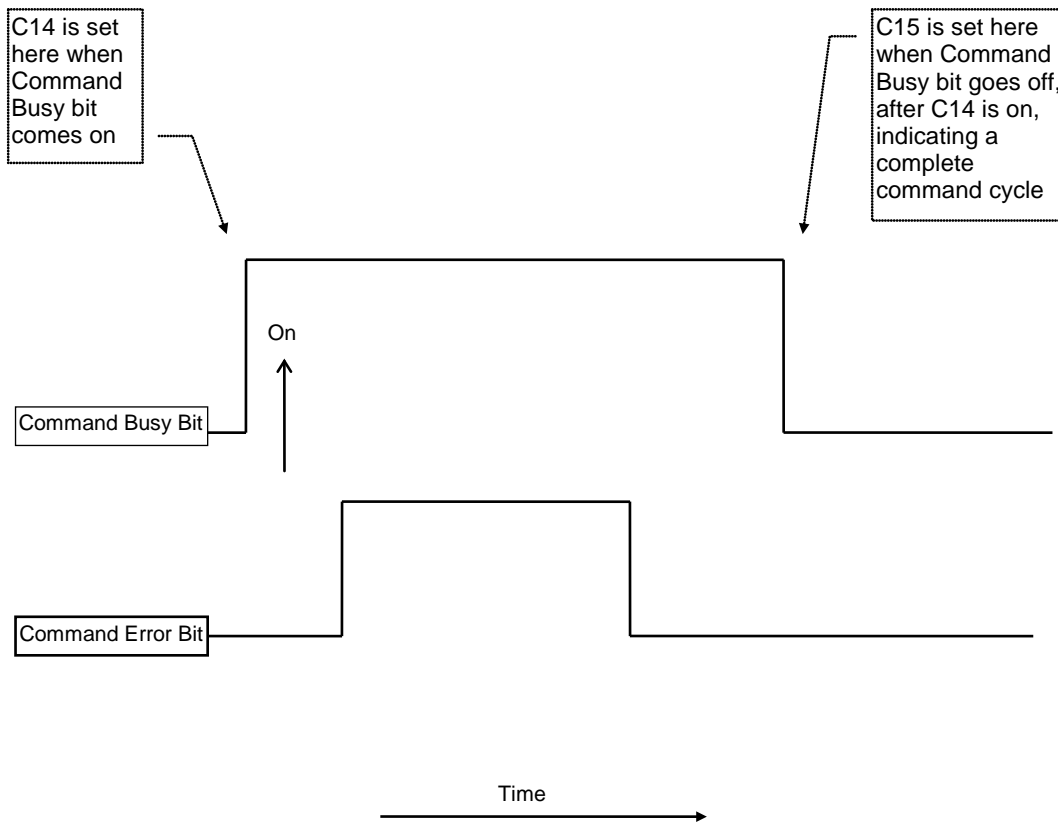 C14 is set
here when
Command
Busy bit
comes on
C15 is set here
when Command
Busy bit goes off,
after C14 is on,
indicating a
complete
command cycle
On
Command Busy Bit
Command Error Bit
Time